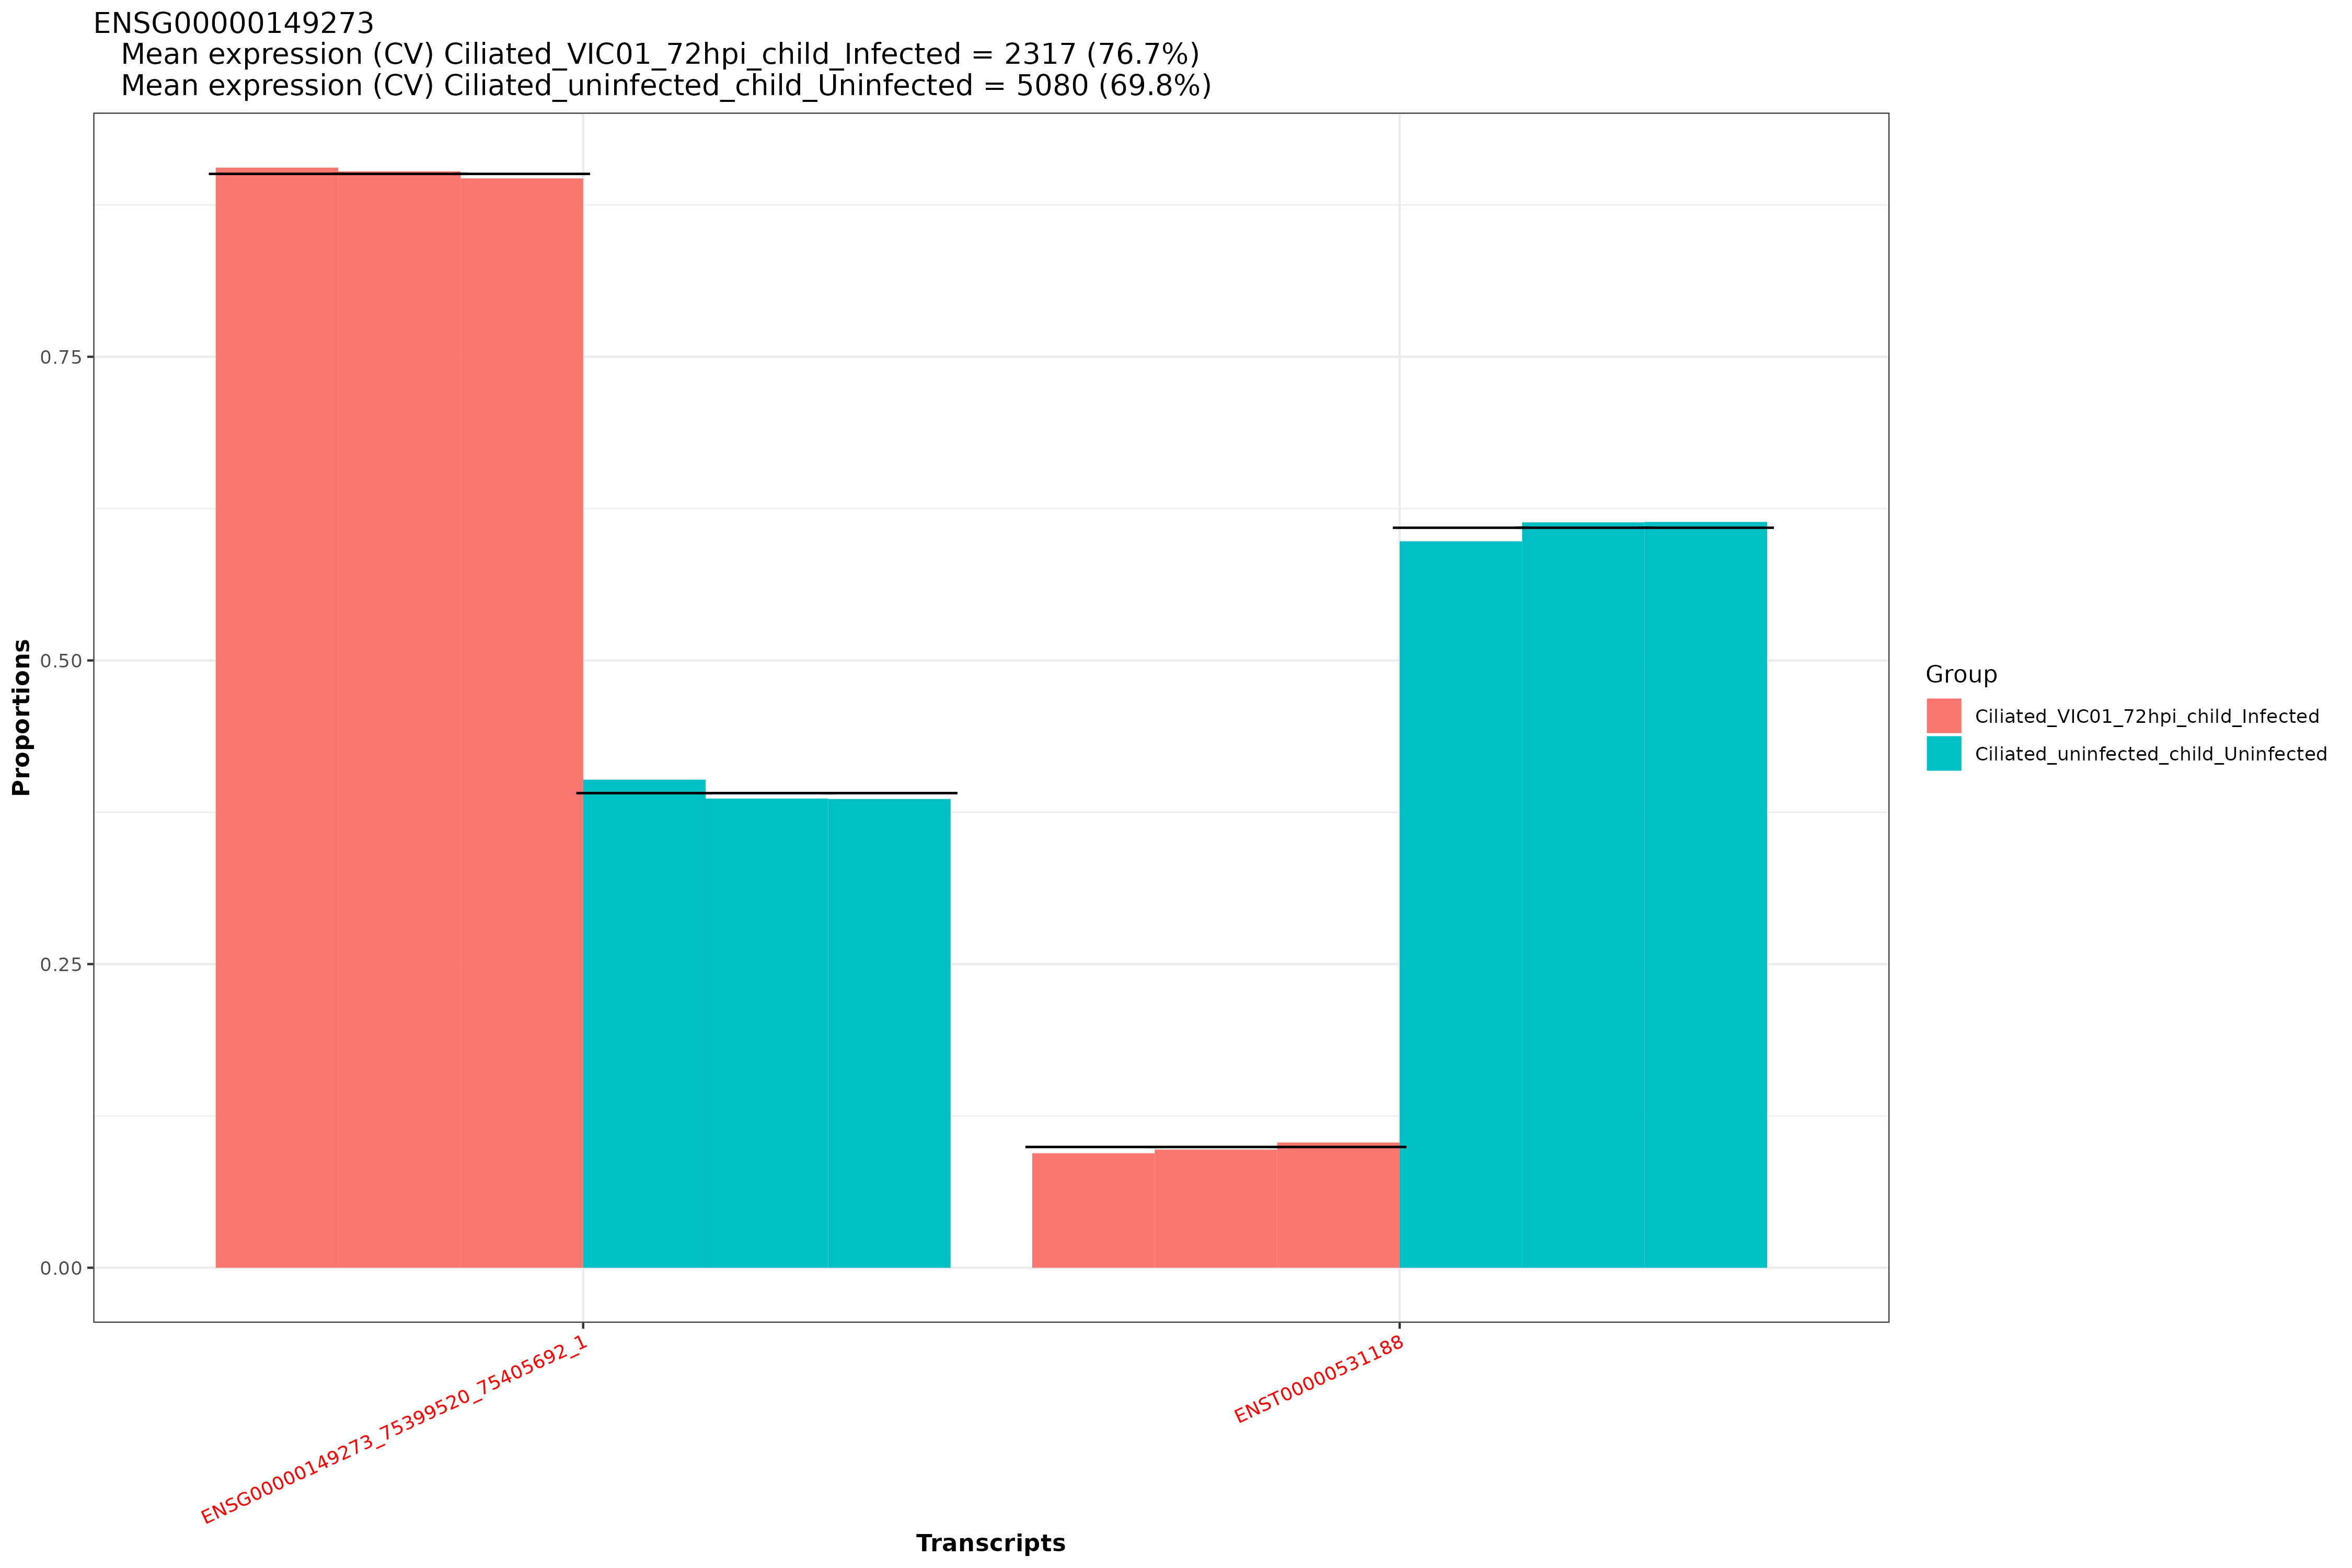 ENSG00000149273
Mean expression (CV) Ciliated_VIC01_72hpi_child_Infected = 2317 (76.7%)
Mean expression (CV) Ciliated_uninfected_child_Uninfected = 5080 (69.8%)
Proportions
0.75
0.50
0.25
0.00
ENSG00000149273_75399520_75405692_1
ENST00000531188
Transcripts
Group
Ciliated_VIC01_72hpi_child_Infected
Ciliated_uninfected_child_Uninfected